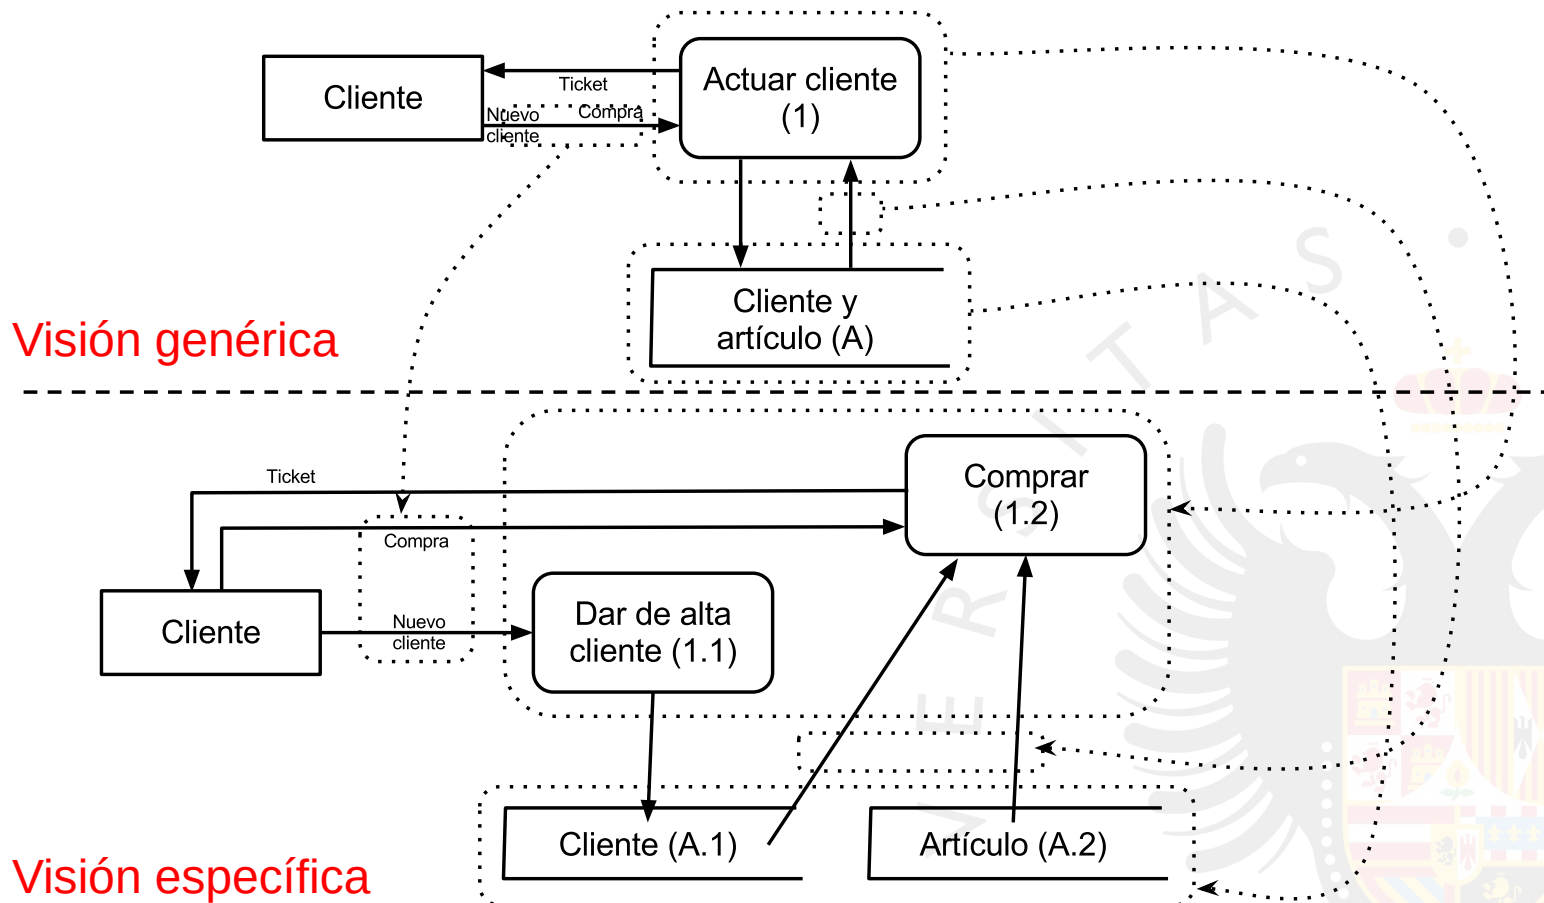 Cliente
Ticket
Nuevo
cliente
Compra
Actuar cliente
(1)
Cliente y
artículo (A)
Visión genérica
Ticket
Compra
Comprar
(1.2)
Cliente
Nuevo
cliente
Dar de alta
cliente (1.1)
Cliente (A.1)
Artículo (A.2)
Visión específica
VERSITAS